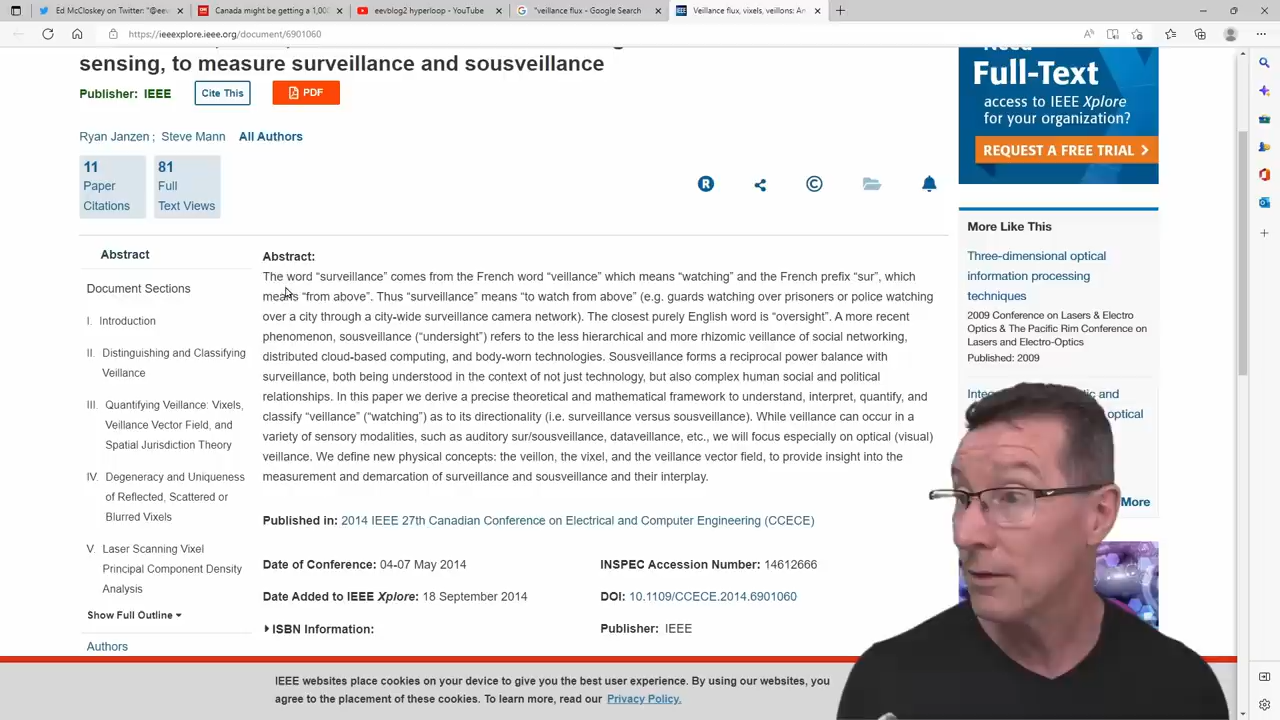 Ed McCloskey on Twitter: "@eev
Canada might be getting a 1,000
eevblog2 hyperloop - YouTube
"veillance flux - Google Search
Veillance flux, vixels, veillons: An
https://ieeexplore.ieee.org/document/6901060
sensing, to measure surveillance and sousveillance
Publisher: IEEE
Cite This
PDF
Ryan Janzen ; Steve Mann All Authors
11
Paper
Citations
81
Full
Text Views
Abstract
Document Sections
I. Introduction
II. Distinguishing and Classifying
Veillance
III. Quantifying Veillance: Vixels,
Veillance Vector Field, and
Spatial Jurisdiction Theory
IV. Degeneracy and Uniqueness
of Reflected, Scattered or
Blurred Vixels
V. Laser Scanning Vixel
Principal Component Density
Analysis
Show Full Outline
Authors
Abstract:
The word “surveillance” comes from the French word “veillance” which means “watching” and the French prefix “sur”, which
means “from above”. Thus “surveillance” means “to watch from above” (e.g. guards watching over prisoners or police watching
over a city through a city-wide surveillance camera network). The closest purely English word is “oversight”. A more recent
phenomenon, sousveillance (“undersight”) refers to the less hierarchical and more rhizomic veillance of social networking,
distributed cloud-based computing, and body-worn technologies. Sousveillance forms a reciprocal power balance with
surveillance, both being understood in the context of not just technology, but also complex human social and political
relationships. In this paper we derive a precise theoretical and mathematical framework to understand, interpret, quantify, and
classify “veillance” (“watching”) as to its directionality (i.e. surveillance versus sousveillance). While veillance can occur in a
variety of sensory modalities, such as auditory sur/sousveillance, dataveillance, etc., we will focus especially on optical (visual)
veillance. We define new physical concepts: the veillon, the vixel, and the veillance vector field, to provide insight into the
measurement and demarcation of surveillance and sousveillance and their interplay.
Published in: 2014 IEEE 27th Canadian Conference on Electrical and Computer Engineering (CCECE)
Date of Conference: 04-07 May 2014
INSPEC Accession Number: 14612666
Date Added to IEEE Xplore: 18 September 2014
DOI: 10.1109/CCECE.2014.6901060
ISBN Information:
Publisher: IEEE
Need
Full-Text
access to IEEE Xplore
for your organization?
REQUEST A FREE TRIAL
More Like This
Three-dimensional optical
information processing
techniques
2009 Conference on Lasers & Electro
Optics & The Pacific Rim Conference on
Lasers and Electro-Optics
Published: 2009
and
optical
More
IEEE websites place cookies on your device to give you the best user experience. By using our websites, you
agree to the placement of these cookies. To learn more, read our Privacy Policy.